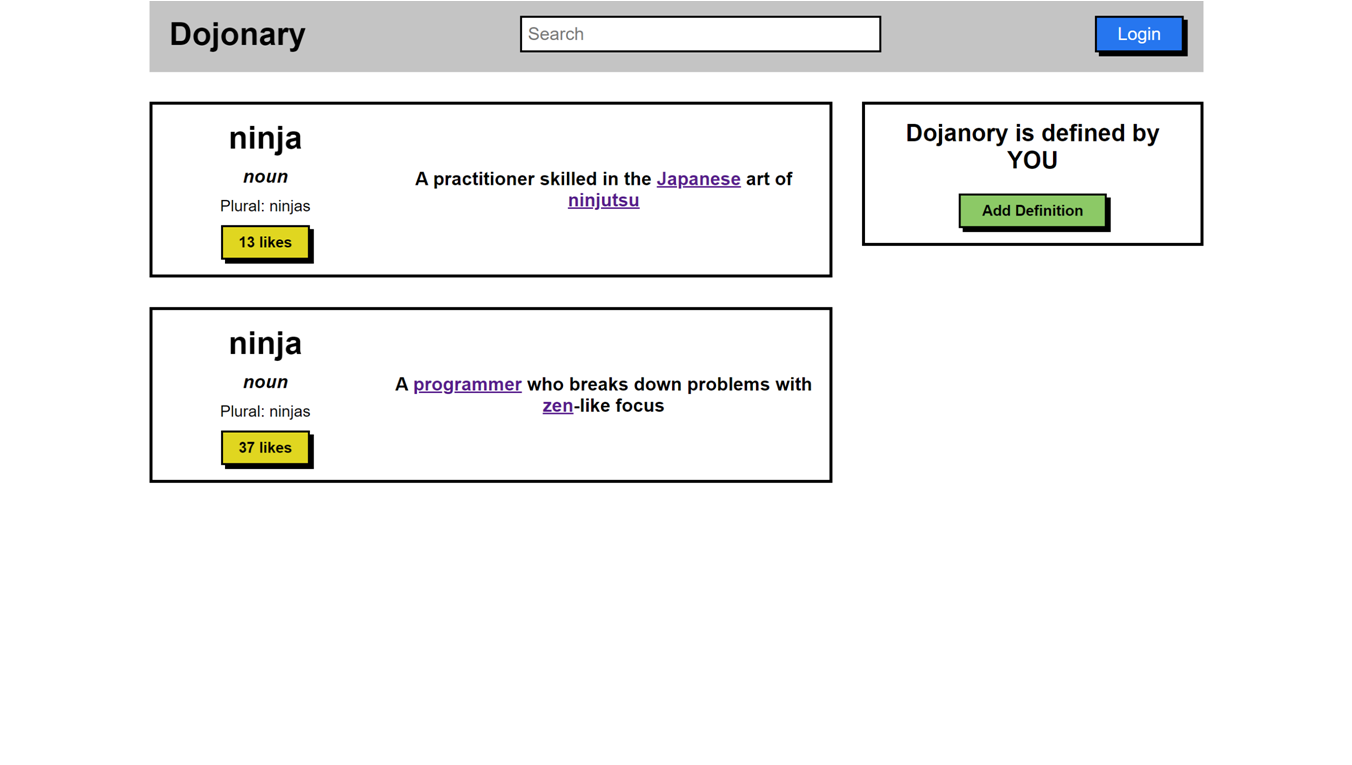 Dojonary
Search
Login
ninja
noun
Plural: ninjas
13 likes
A practitioner skilled in the Japanese art of
ninjutsu
Dojanory is defined by
YOU
Add Definition
ninja
noun
Plural: ninjas
37 likes
A programmer who breaks down problems with
zen-like focus